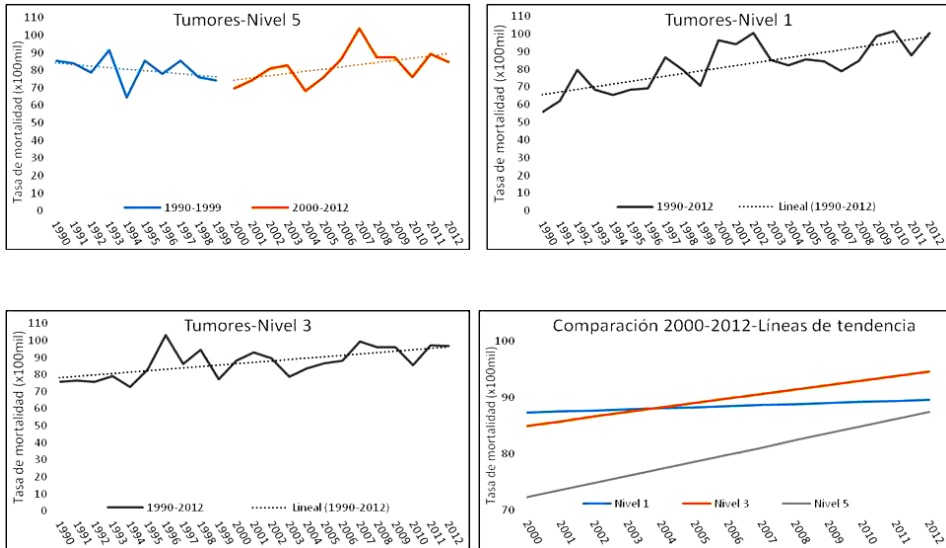 Tumores-Nivel 5
Tasa de mortalidad (x100mil)
110
100
90
80
70
60
50
40
30
20
10
0
1990-1999
2000-2012
1990 1991 1992 1993 1994 1995 1996 1997 1998 1999 2000 2001 2002 2003 2004 2005 2006 2007 2008 2009 2010 2011 2012
Tumores-Nivel 1
Tasa de mortalidad (x100mil)
110
100
90
80
70
60
50
40
30
20
10
0
1990-2012
Lineal (1990-2012)
1990 1991 1992 1993 1994 1995 1996 1997 1998 1999 2000 2001 2002 2003 2004 2005 2006 2007 2008 2009 2010 2011 2012
Tumores-Nivel 3
Tasa de mortalidad (x100mil)
110
100
90
80
70
60
50
40
30
20
10
0
1990-2012
Lineal (1990-2012)
1990 1991 1992 1993 1994 1995 1996 1997 1998 1999 2000 2001 2002 2003 2004 2005 2006 2007 2008 2009 2010 2011 2012
Comparación 2000-2012-Líneas de tendencia
Tasa de mortalidad (x100mil)
100
90
80
70
Nivel 1
Nivel 3
Nivel 5
2000 2001 2002 2003 2004 2005 2006 2007 2008 2009 2010 2011 2012